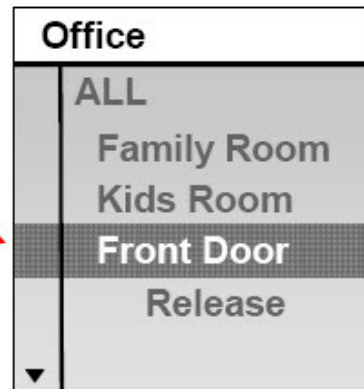 Office
ALL
Family Room
Kids Room
Front Door
Release